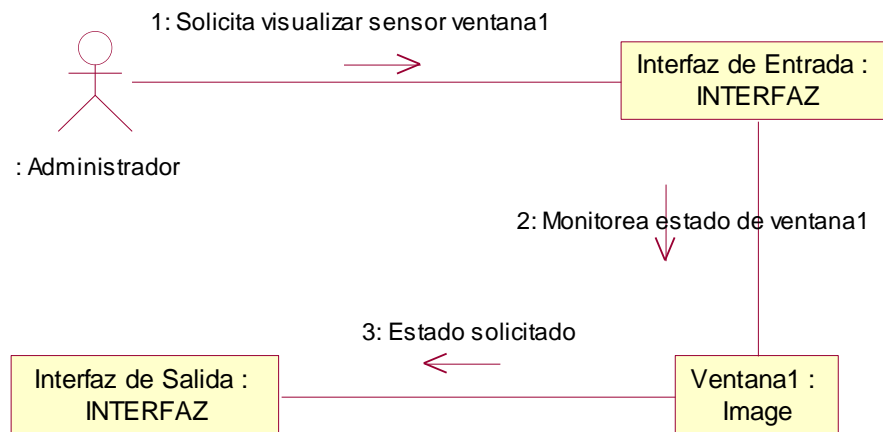 1: Solicita visualizar sensor ventana1
Interfaz de Entrada :
INTERFAZ
: Administrador
2: Monitorea estado de ventana1
3: Estado solicitado
Interfaz de Salida :
INTERFAZ
Ventana1 :
Image